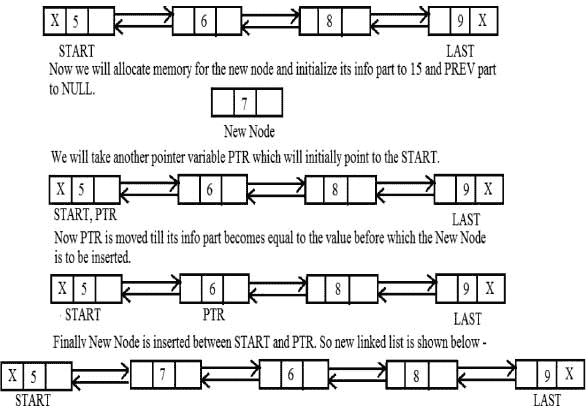 X 5 6 8 9 X
START LAST
Now we will allocate memory for the new node and initialize its info part to 15 and PREV part
to NULL.
7
New Node
We will take another pointer variable PTR which will initially point to the START.
X 5 6 8 9 X
START, PTR LAST
Now PTR is moved till its info part becomes equal to the value before which the New Node
is to be inserted.
X 5 6 8 9 X
START PTR LAST
Finally New Node is inserted between START and PTR. So new linked list is shown below -
X 5 7 6 8 9 X
START LAST